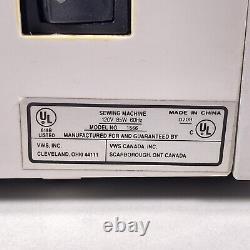 SEWING MACHINE
120V 85W 60Hz
MADE IN CHINA
MODEL NO. 1556
UL
LISTED
UL
C
MANUFACTURED FOR AND GUARANTEED BY
VWS, INC.
CLEVELAND, OHIO 44111
VWS CANADA, INC.
SCARBOROUGH, ONT CANADA